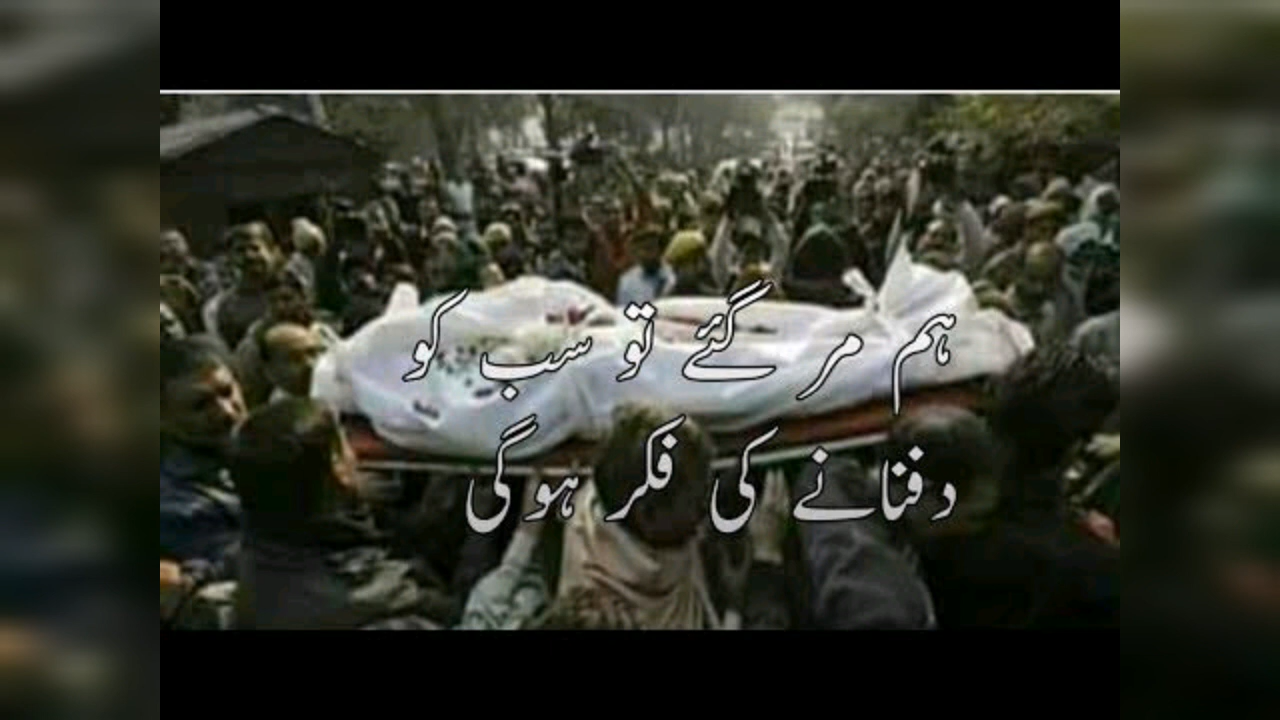 ہم مر گئے تو سب کو
دفنانے کی فکر ہوگی